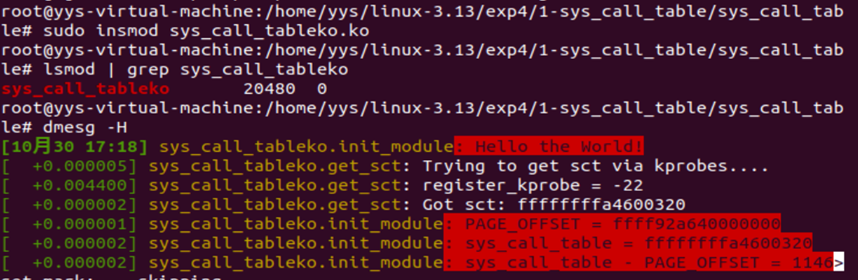 root@yys-virtual-machine:/home/yys/linux-3.13/exp4/1-sys_call_table/sys_call_tab
le# sudo insmod sys_call_tableko.ko
root@yys-virtual-machine:/home/yys/linux-3.13/exp4/1-sys_call_table/sys_call_tab
le# lsmod | grep sys_call_tableko
sys_call_tableko       20480  0
root@yys-virtual-machine:/home/yys/linux-3.13/exp4/1-sys_call_table/sys_call_tab
le# dmesg -H
[10月30 17:18] sys_call_tableko.init_module: Hello the World!
[  +0.000005] sys_call_tableko.get_sct: Trying to get sct via kprobes....
[  +0.004400] sys_call_tableko.get_sct: register_kprobe = -22
[  +0.000002] sys_call_tableko.get_sct: Got sct: ffffffffa4600320
[  +0.000001] sys_call_tableko.init_module: PAGE_OFFSET = ffff92a640000000
[  +0.000002] sys_call_tableko.init_module: sys_call_table = ffffffffa4600320
[  +0.000002] sys_call_tableko.init_module: sys_call_table - PAGE_OFFSET = 1146>